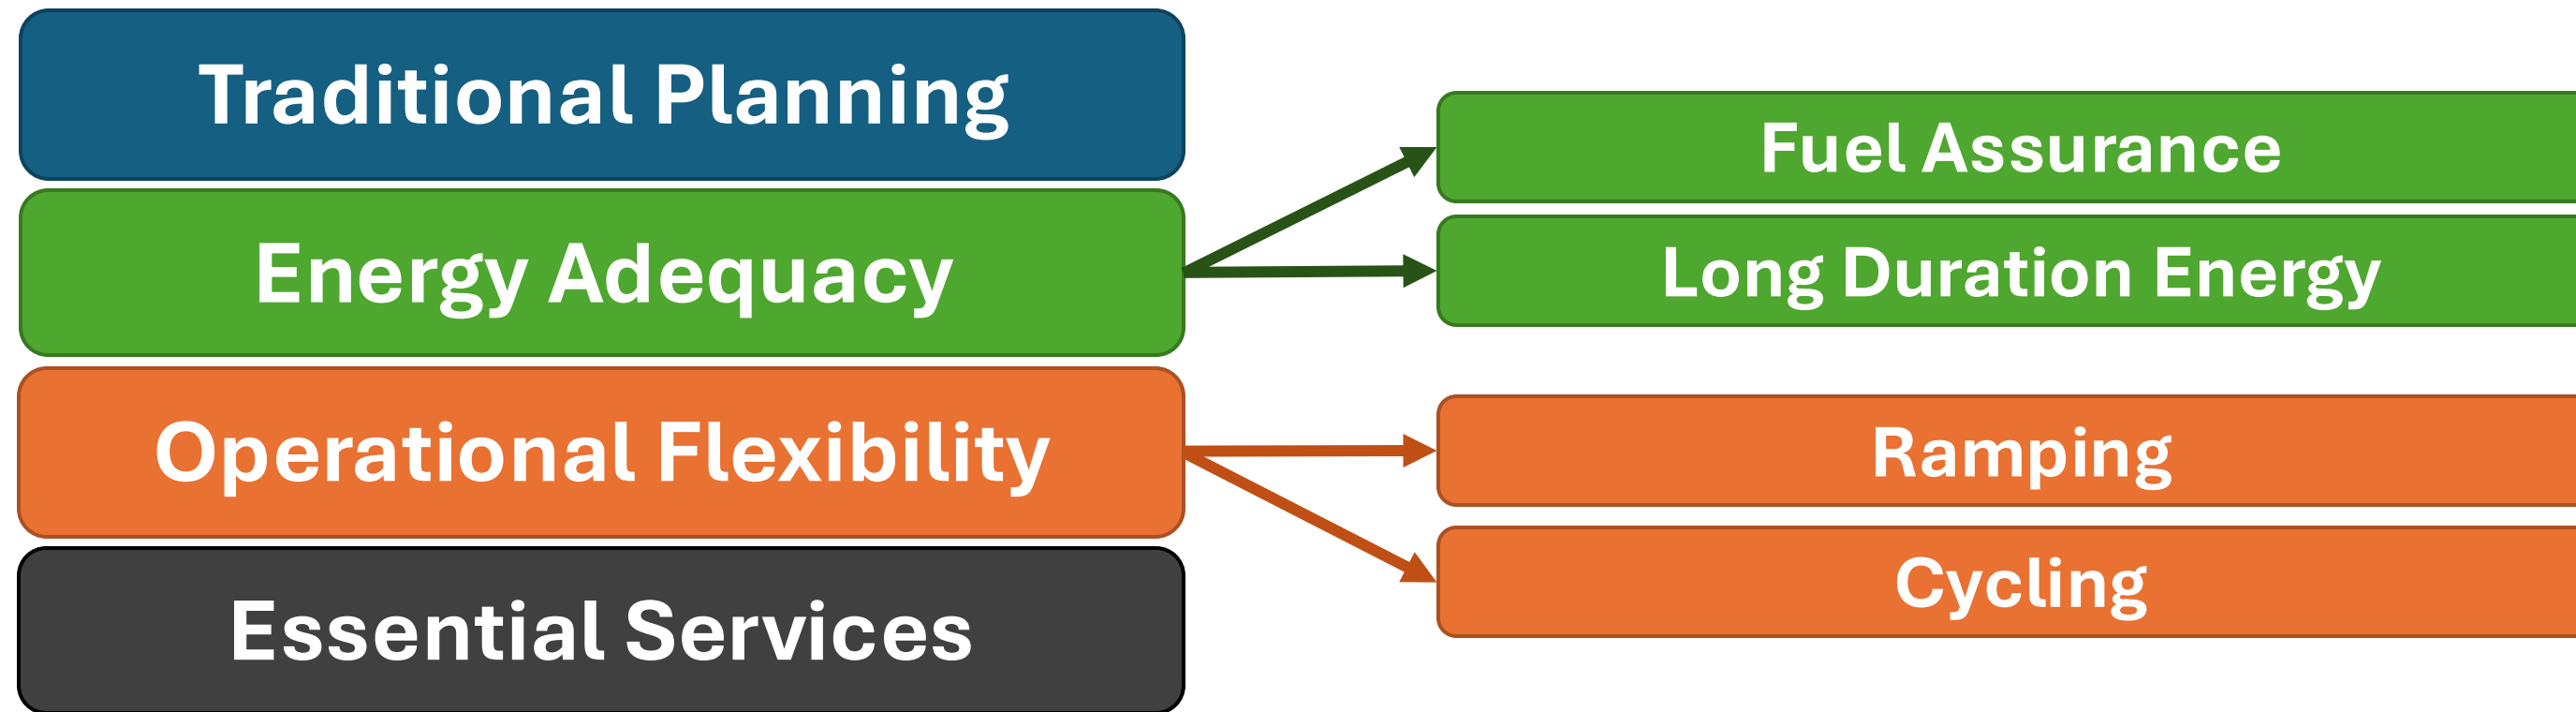 Traditional Planning
Energy Adequacy
Operational Flexibility
Essential Services
Fuel Assurance
Long Duration Energy
Ramping
Cycling